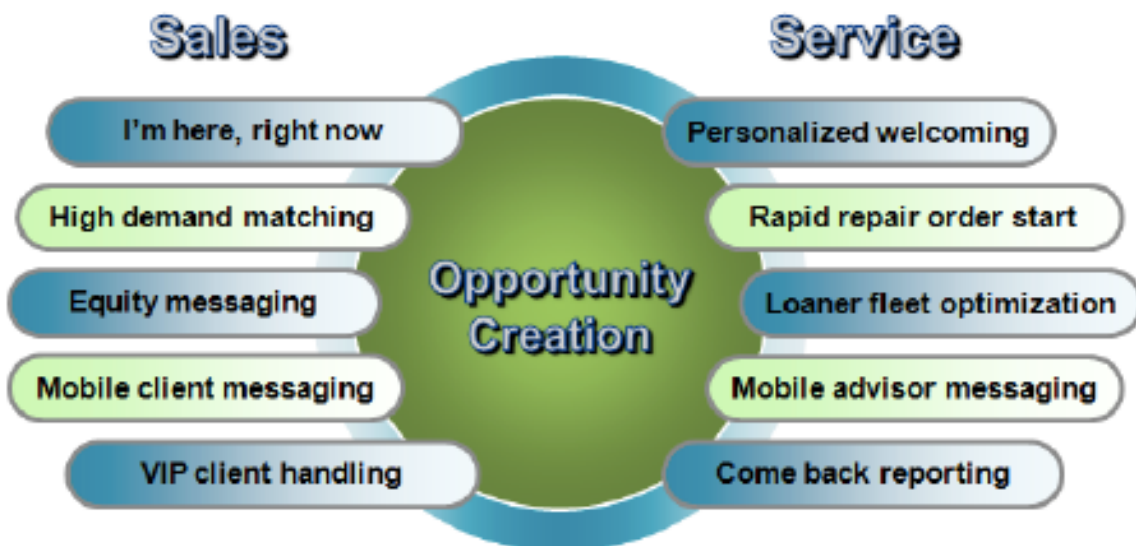 Sales
Service
I'm here, right now
High demand matching
Equity messaging
Mobile client messaging
VIP client handling
Opportunity
Creation
Personalized welcoming
Rapid repair order start
Loaner fleet optimization
Mobile advisor messaging
Come back reporting